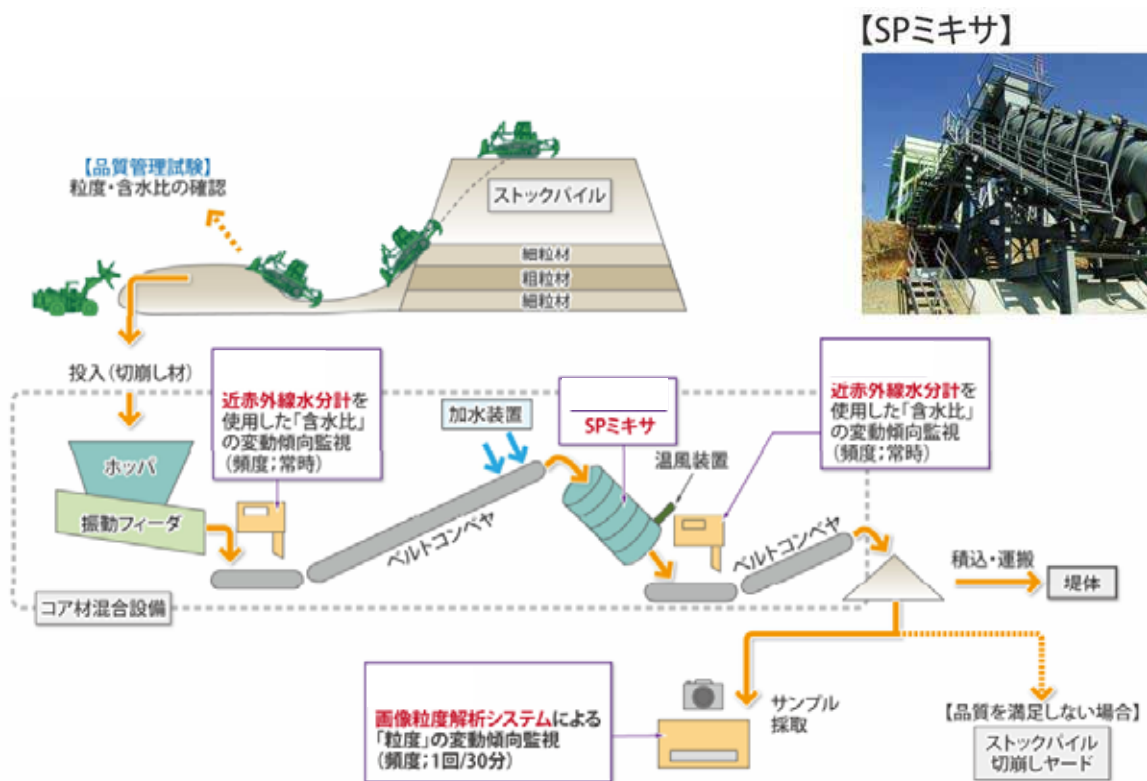 【SPミキサ】
【品質管理試験】
粒度・含水比の確認
ストックパイル
細粒材
粗粒材
細粒材
投入(切崩し材)
近赤外線水分計を
使用した「含水比」
の変動傾向監視
(頻度;常時)
加水装置
SPミキサ
温風装置
近赤外線水分計を
使用した「含水比」
の変動傾向監視
(頻度;常時)
ホッパ
振動フィーダ
ベルトコンベヤ
ベルトコンベヤ
コア材混合設備
積込・運搬
堤体
画像粒度解析システムによる
「粒度」の変動傾向監視
(頻度;1回/30分)
サンプル
採取
【品質を満足しない場合】
ストックパイル
切崩しヤード